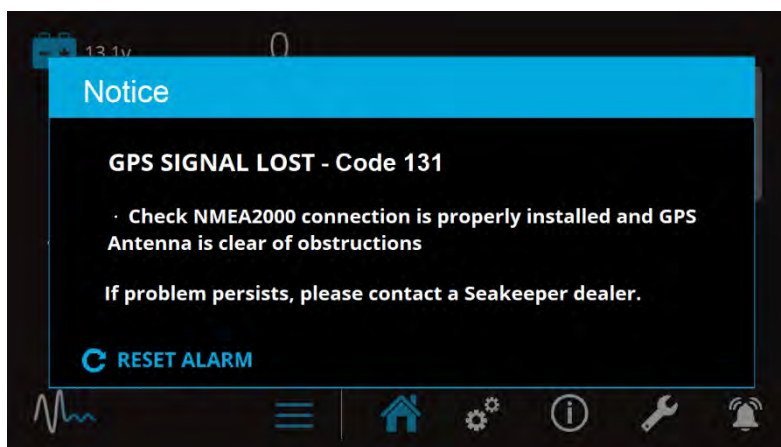 13.1v 0
Notice
GPS SIGNAL LOST - Code 131
· Check NMEA2000 connection is properly installed and GPS
Antenna is clear of obstructions
If problem persists, please contact a Seakeeper dealer.
RESET ALARM